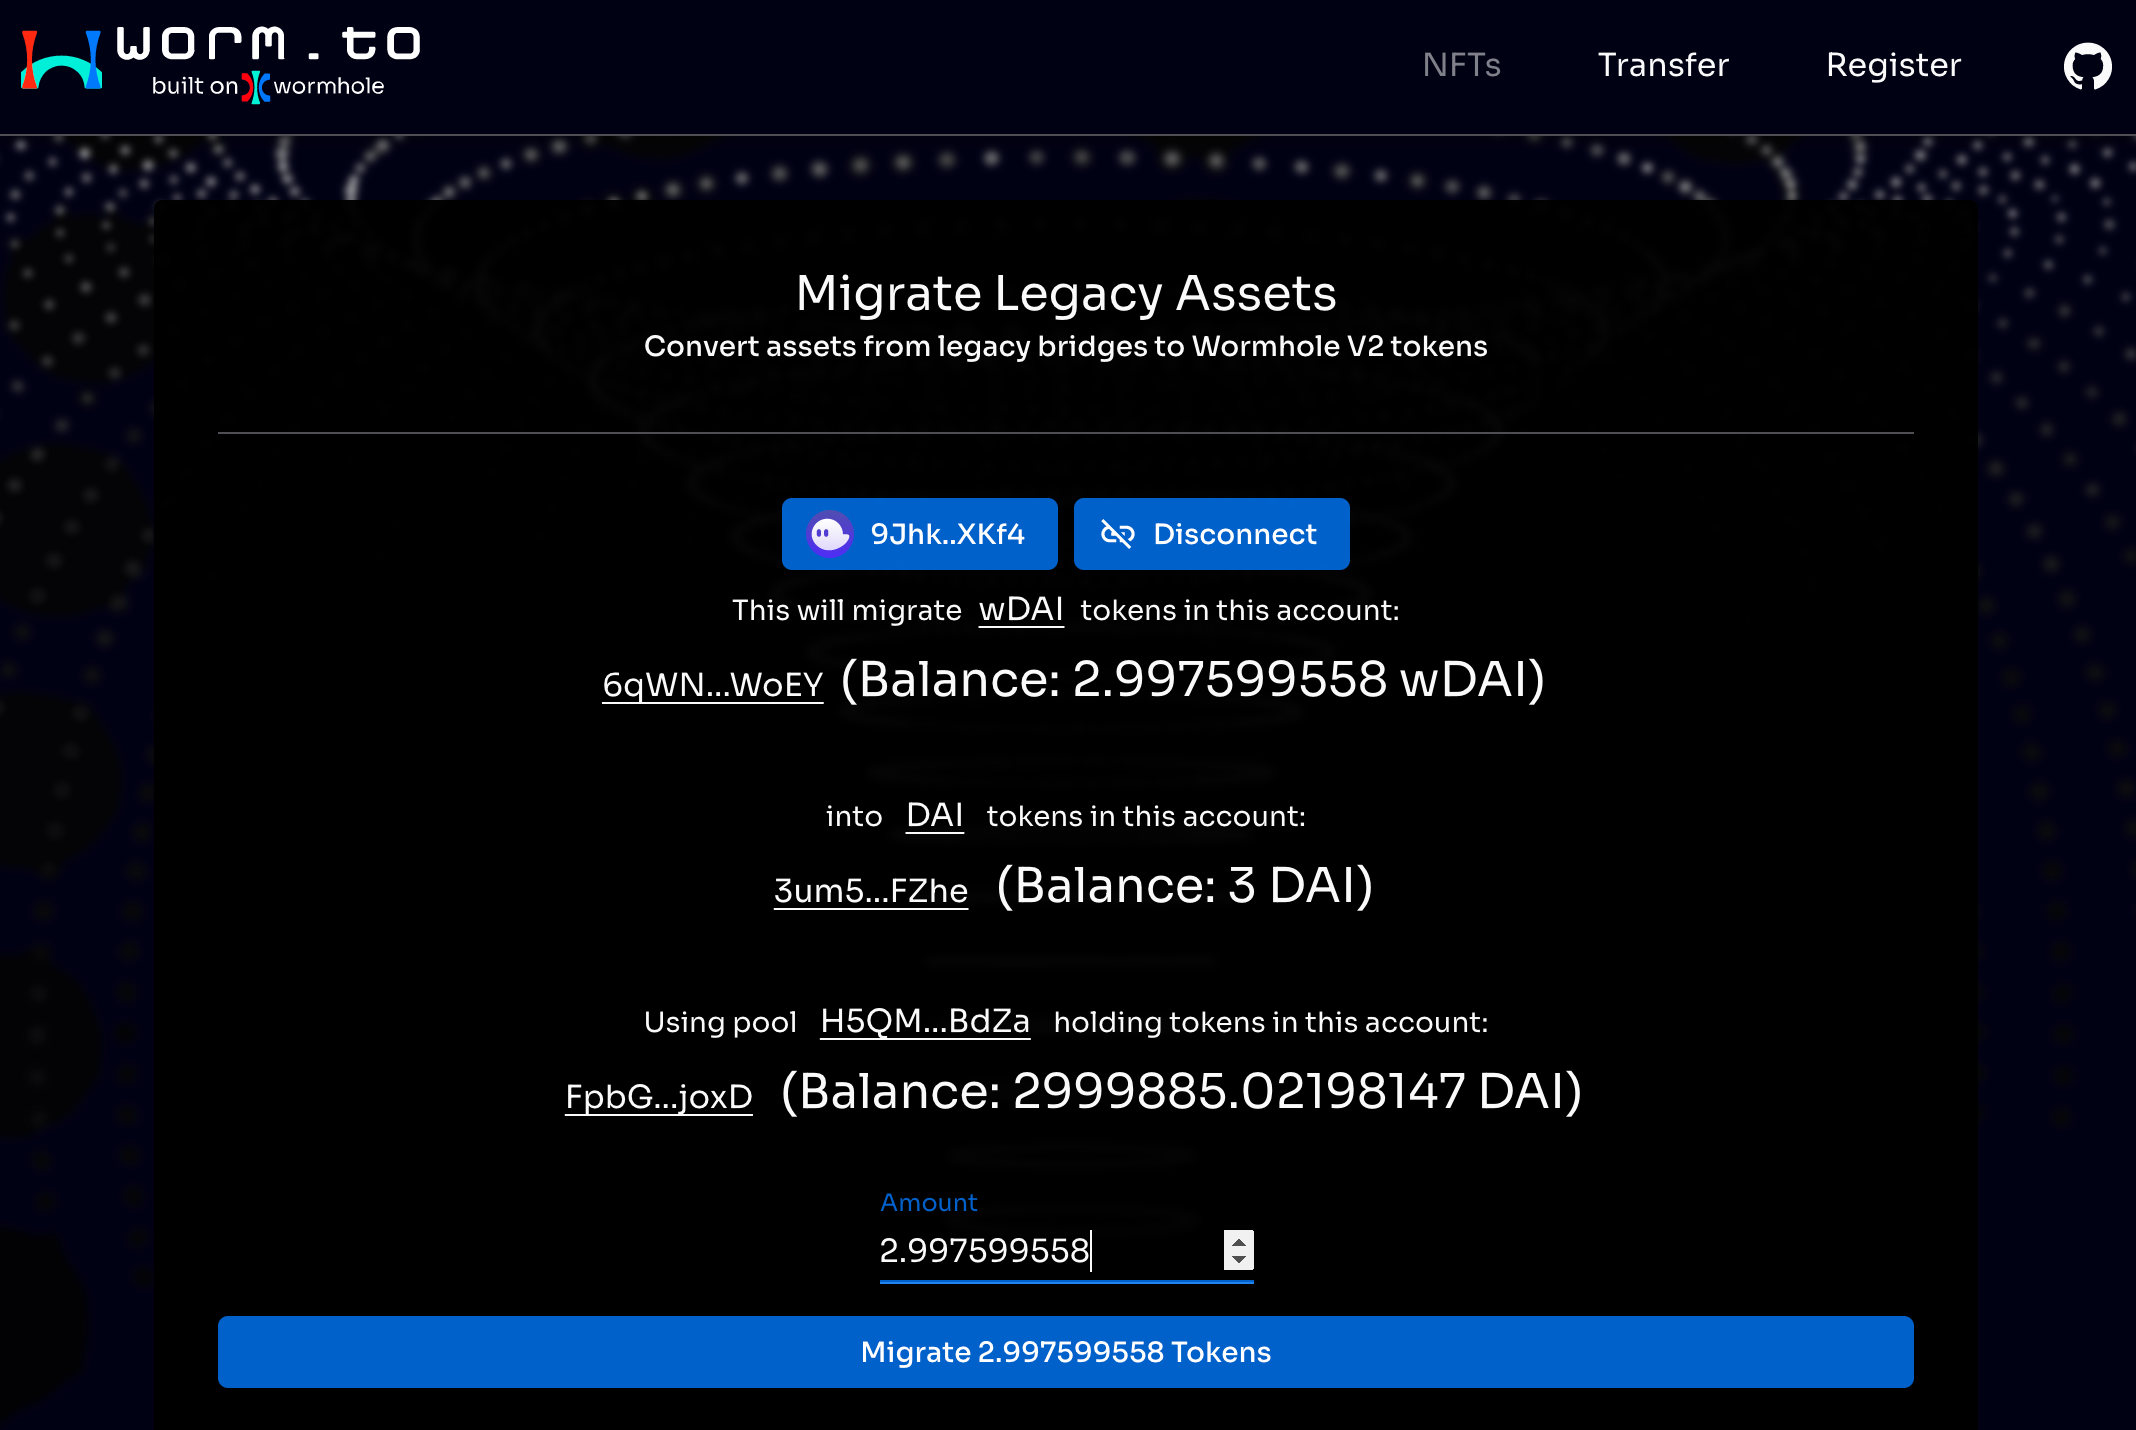 worm.to
built on wormhole
NFTs Transfer Register
Migrate Legacy Assets
Convert assets from legacy bridges to Wormhole V2 tokens
9Jhk..XKf4 Disconnect
This will migrate wDAI tokens in this account:
6qWN...WoEY (Balance: 2.997599558 wDAI)
into DAI tokens in this account:
3um5...FZhe (Balance: 3 DAI)
Using pool H5QM...BdZa holding tokens in this account:
FpbG...joxD (Balance: 2999885.02198147 DAI)
Amount
2.997599558
Migrate 2.997599558 Tokens